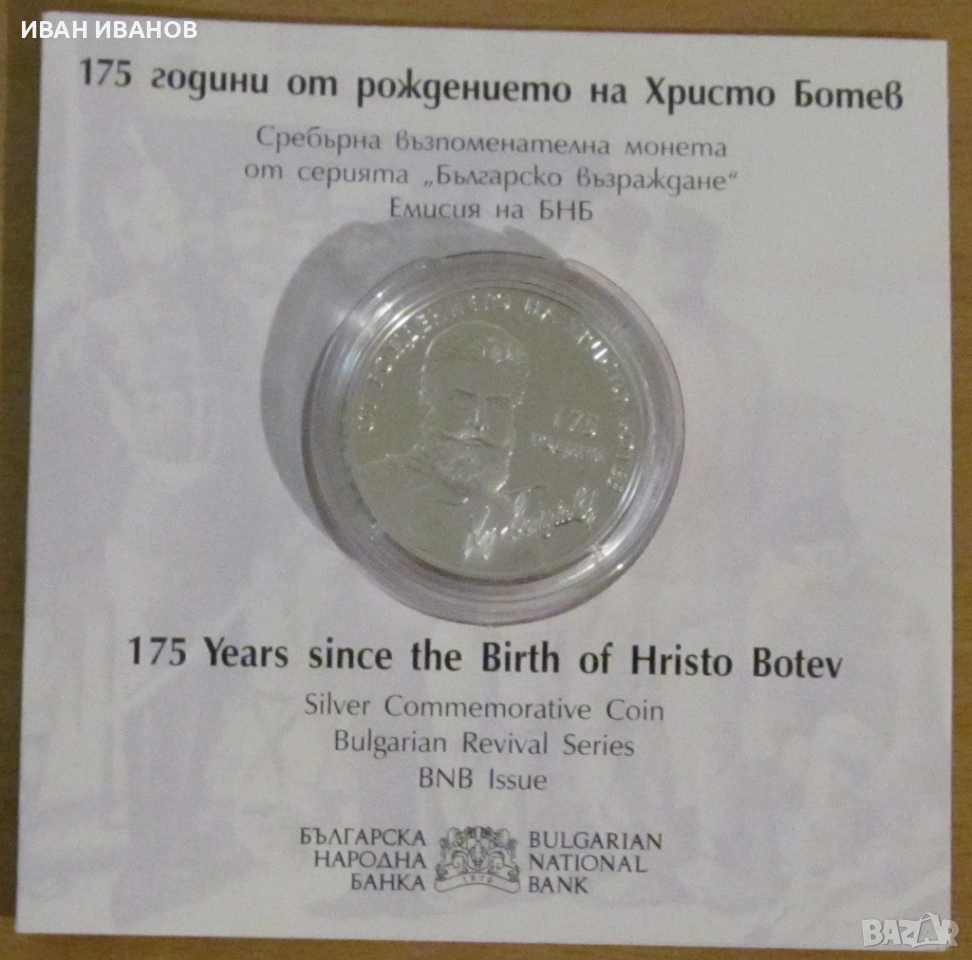 ИВАН ИВАНОВ
175 години от рождението на Христо Ботев
Сребърна възпоменателна монета
от серията „Българско възраждане“
Емисия на БНБ
175
175 Years since the Birth of Hristo Botev
Silver Commemorative Coin
Bulgarian Revival Series
BNB Issue
БЪЛГАРСКА
НАРОДНА
БАНКА
1879
BULGARIAN
NATIONAL
BANK
BAZAR